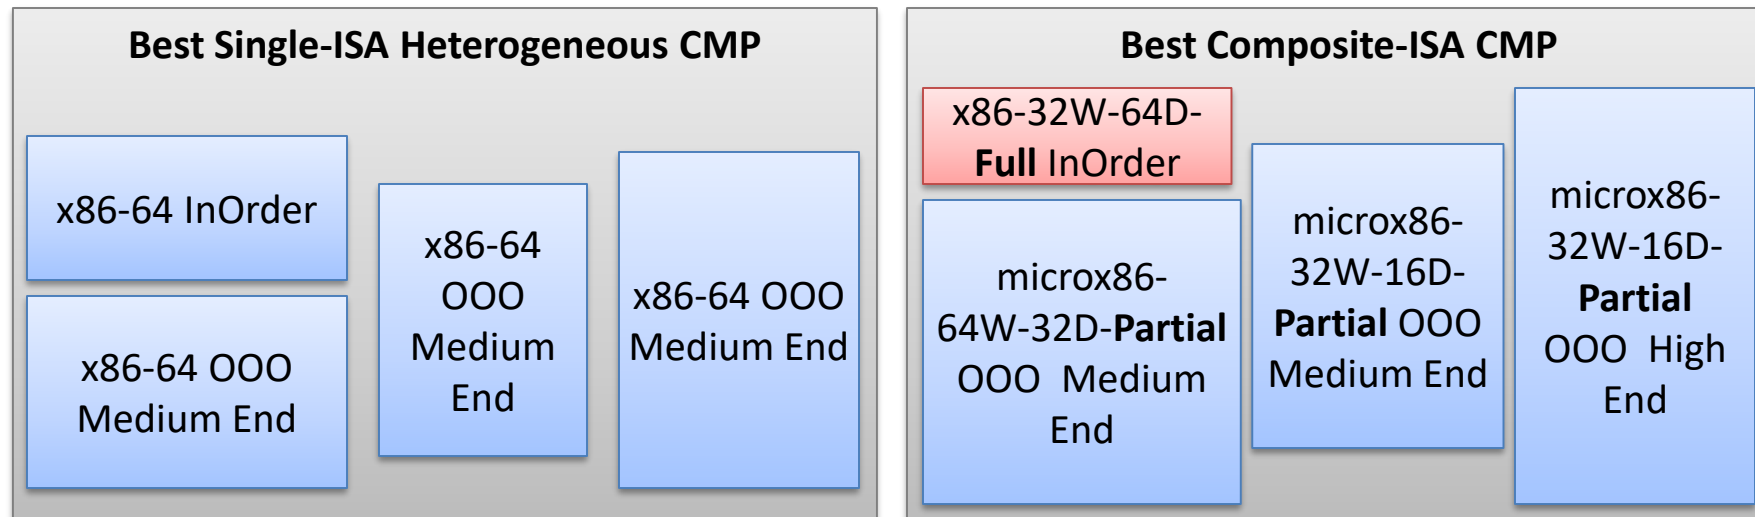 Best Single-ISA Heterogeneous CMP
x86-64 InOrder
x86-64 OOO
Medium End
x86-64
OOO
Medium
End
x86-64 OOO
Medium End
Best Composite-ISA CMP
x86-32W-64D-
Full InOrder
microx86-
64W-32D-Partial
OOO Medium
End
microx86-
32W-16D-
Partial OOO
Medium End
microx86-
32W-16D-
Partial
OOO High
End